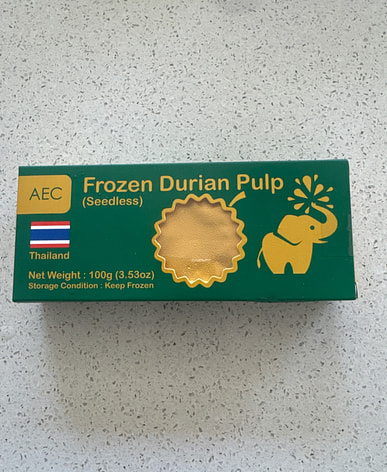 AEC
Frozen Durian Pulp
(Seedless)
Thailand
Net Weight : 100g (3.53oz)
Storage Condition : Keep Frozen